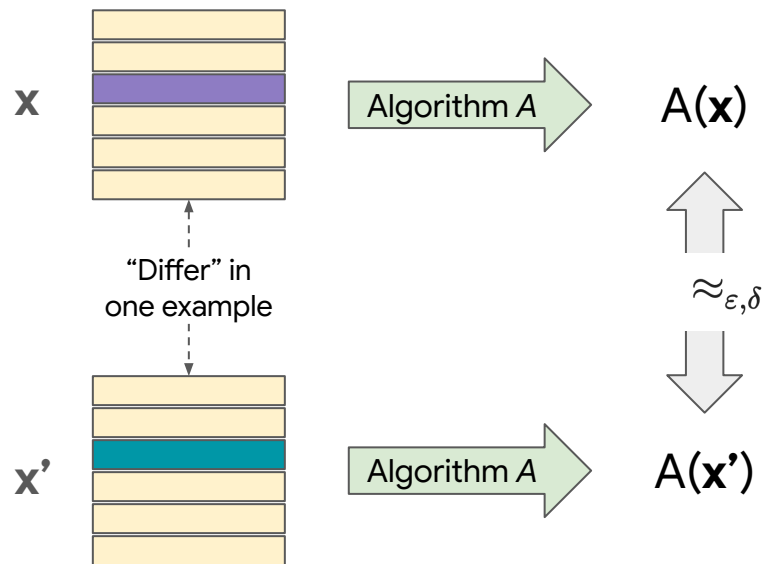 x
Algorithm A
A(x)
“Differ” in
one example
≈ε,δ
x’
Algorithm A
A(x’)